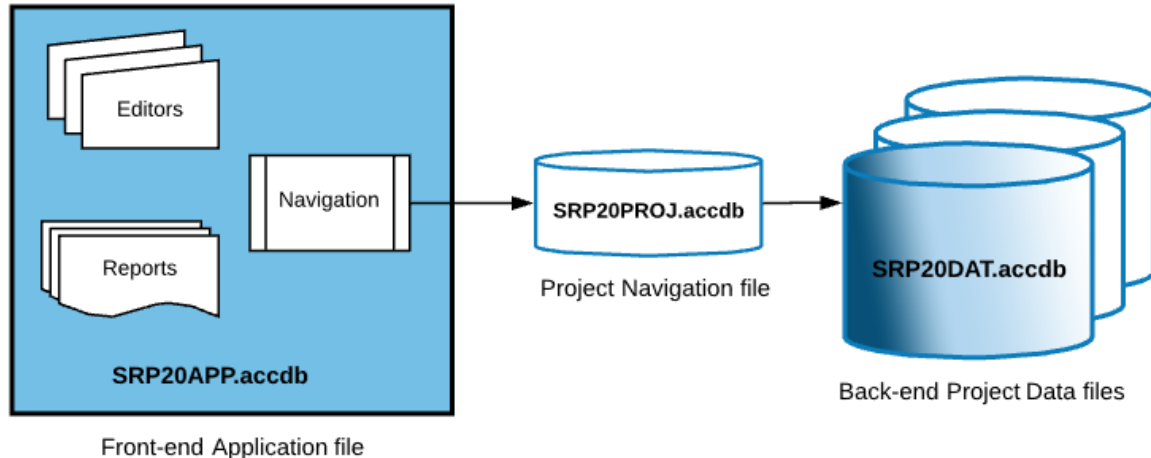 Editors
Navigation
Reports
SRP20APP.accdb
Front-end Application file
SRP20PROJ.accdb
Project Navigation file
SRP20DAT.accdb
Back-end Project Data files